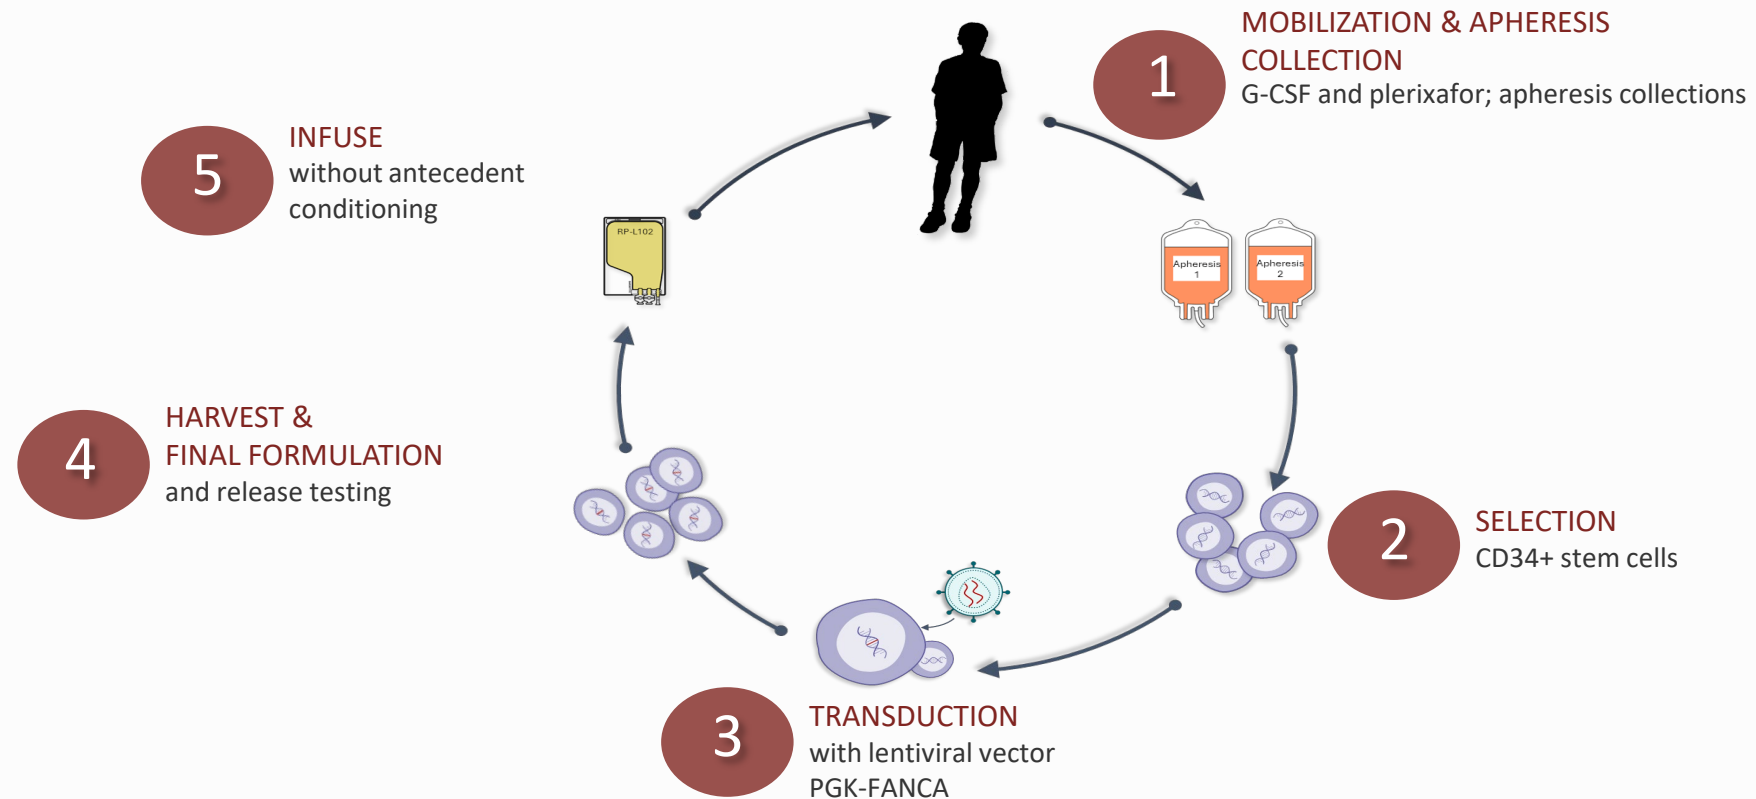 1
MOBILIZATION & APHERESIS
COLLECTION
G-CSF and plerixafor; apheresis collections
Apheresis
1
Apheresis
2
2
SELECTION
CD34+ stem cells
3
TRANSDUCTION
with lentiviral vector
PGK-FANCA
4
HARVEST &
FINAL FORMULATION
and release testing
5
INFUSE
without antecedent
conditioning
RP-L102